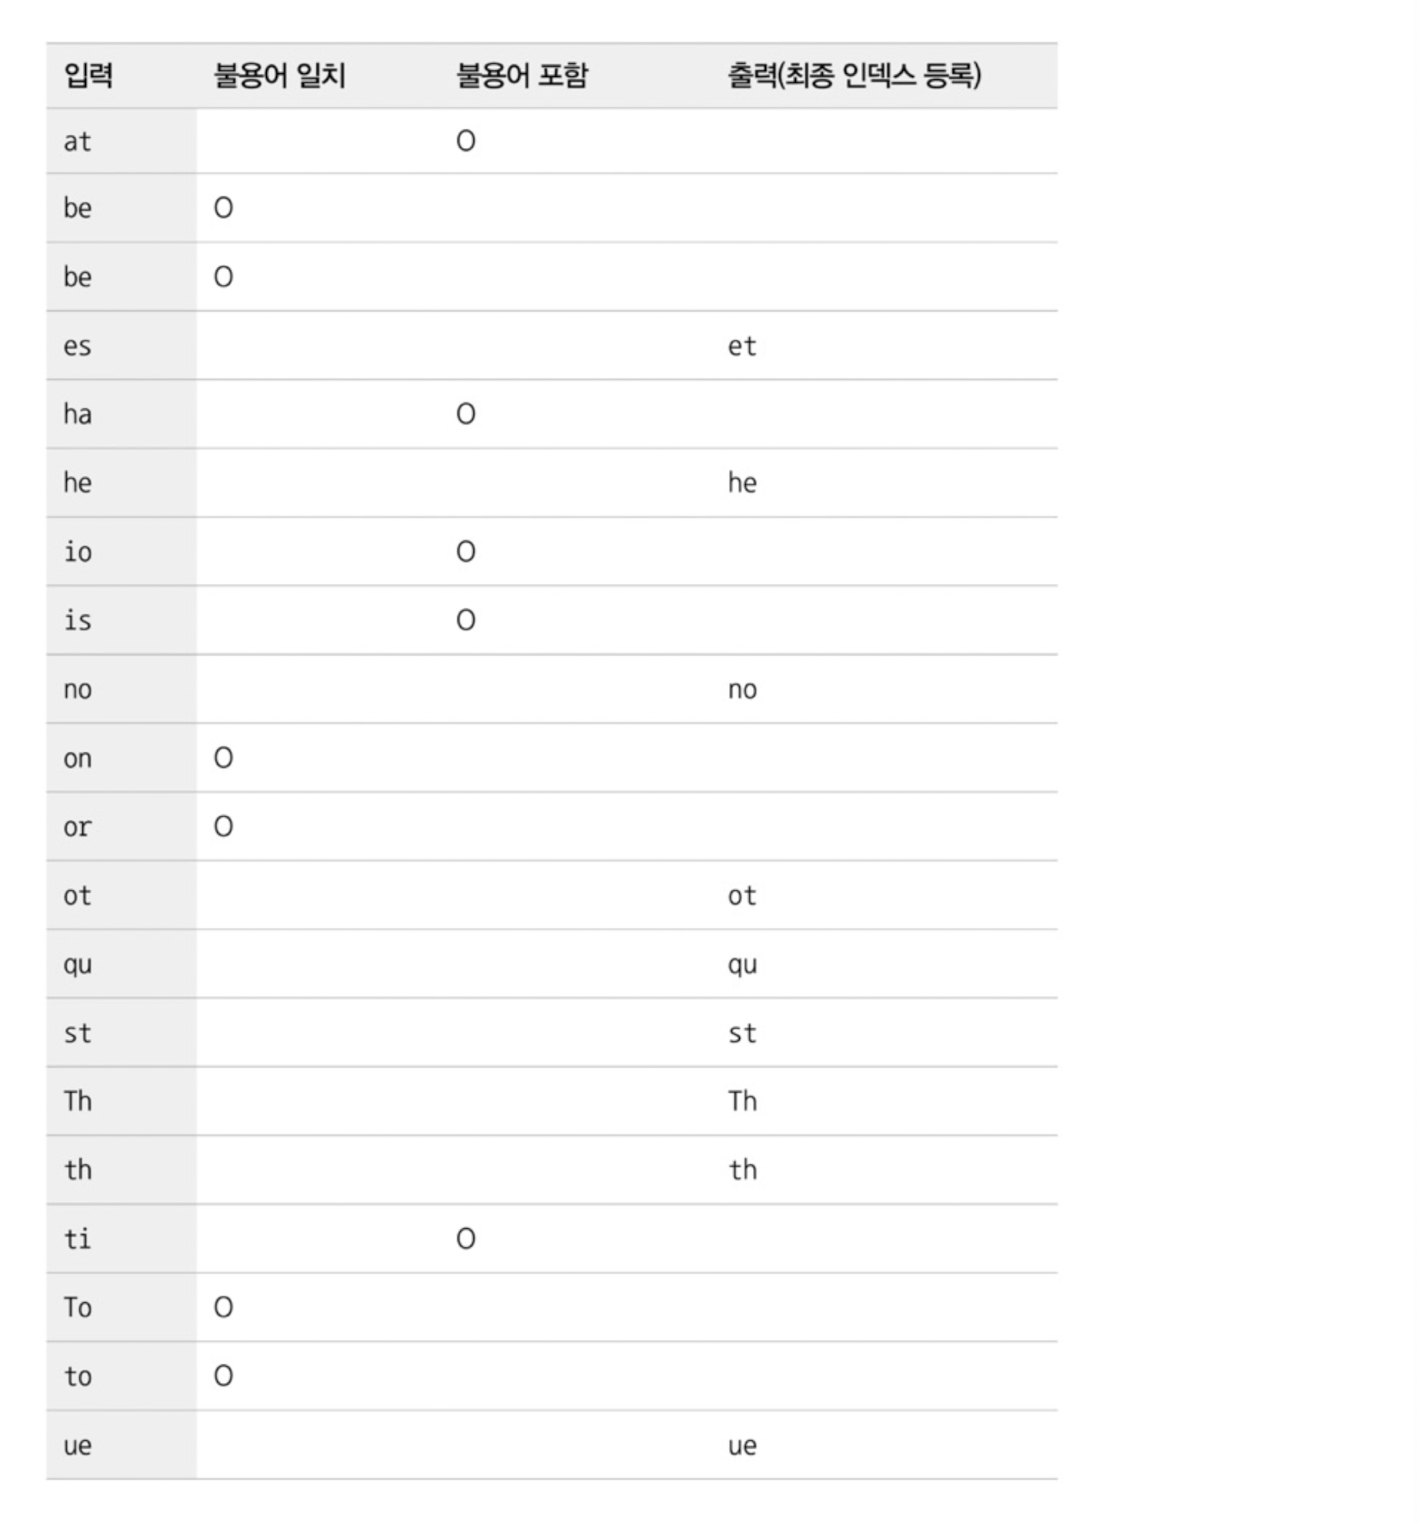 입력 불용어 일치 불용어 포함 출력(최종 인덱스 등록)
at O
be O
be O
es et
ha O
he he
io O
is O
no no
on O
or O
ot ot
qu qu
st st
Th Th
th th
ti O
To O
to O
ue ue